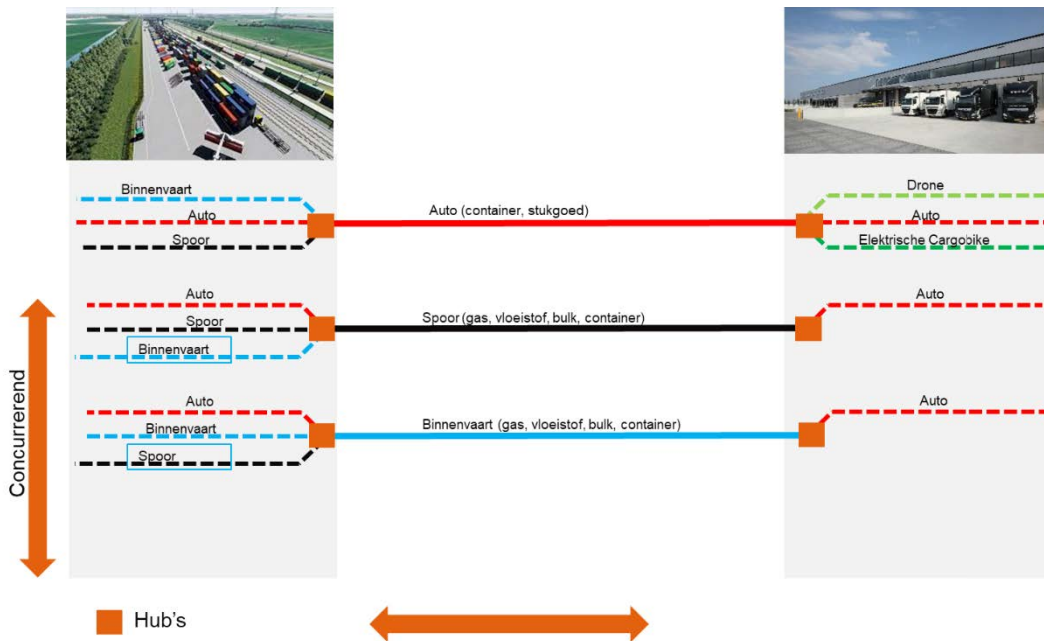 Binnenvaart
Auto
Spoor
Auto (container, stukgoed)
Drone
Auto
Elektrische Cargobike
Auto
Spoor
Binnenvaart
Spoor (gas, vloeistof, bulk, container)
Auto
Auto
Binnenvaart
Spoor
Binnenvaart (gas, vloeistof, bulk, container)
Auto
Concurrerend
Hub's